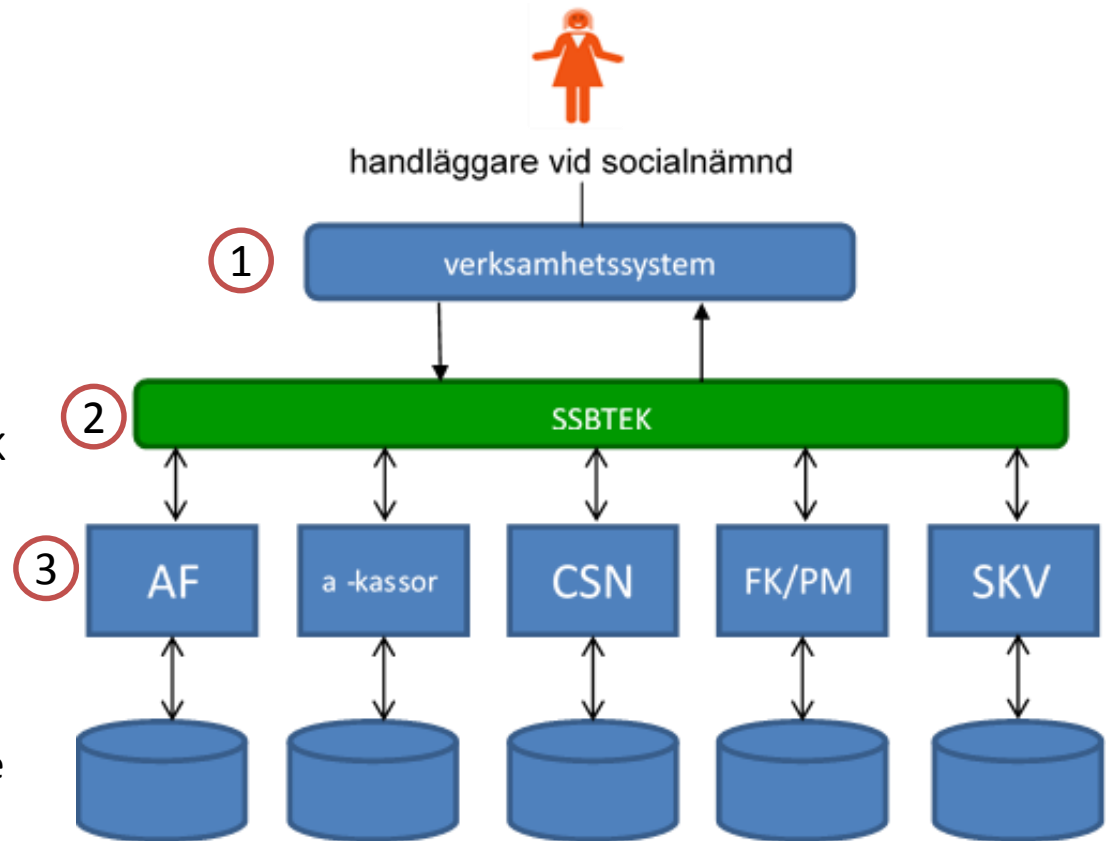 handläggare vid socialnämnd
1
verksamhetssystem
2
SSBTEK
K
3
AF
a -kassor
CSN
FK/PM
SKV
e